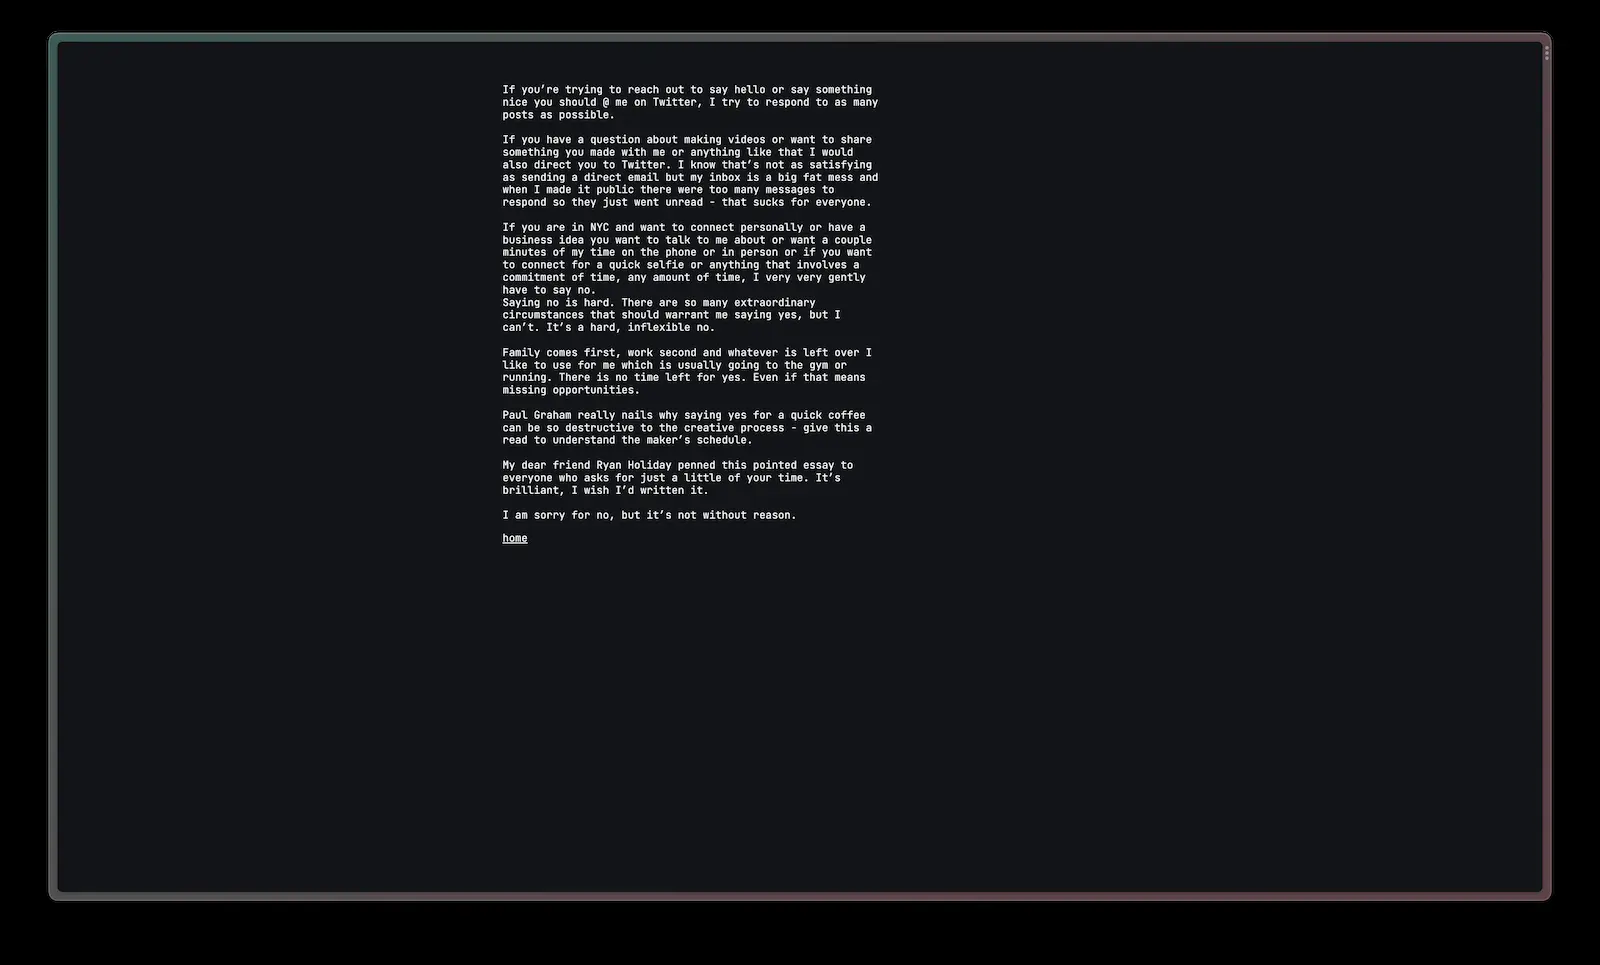 If you’re trying to reach out to say hello or say something
nice you should @ me on Twitter, I try to respond to as many
posts as possible.
If you have a question about making videos or want to share
something you made with me or anything like that I would
also direct you to Twitter. I know that’s not as satisfying
as sending a direct email but my inbox is a big fat mess and
when I made it public there were too many messages to
respond so they just went unread - that sucks for everyone.
If you are in NYC and want to connect personally or have a
business idea you want to talk to me about or want a couple
minutes of my time on the phone or in person or if you want
to connect for a quick selfie or anything that involves a
commitment of time, any amount of time, I very very gently
have to say no.
Saying no is hard. There are so many extraordinary
circumstances that should warrant me saying yes, but I
can’t. It’s a hard, inflexible no.
Family comes first, work second and whatever is left over I
like to use for me which is usually going to the gym or
running. There is no time left for yes. Even if that means
missing opportunities.
Paul Graham really nails why saying yes for a quick coffee
can be so destructive to the creative process - give this a
read to understand the maker’s schedule.
My dear friend Ryan Holiday penned this pointed essay to
everyone who asks for just a little of your time. It’s
brilliant, I wish I’d written it.
I am sorry for no, but it’s not without reason.
home